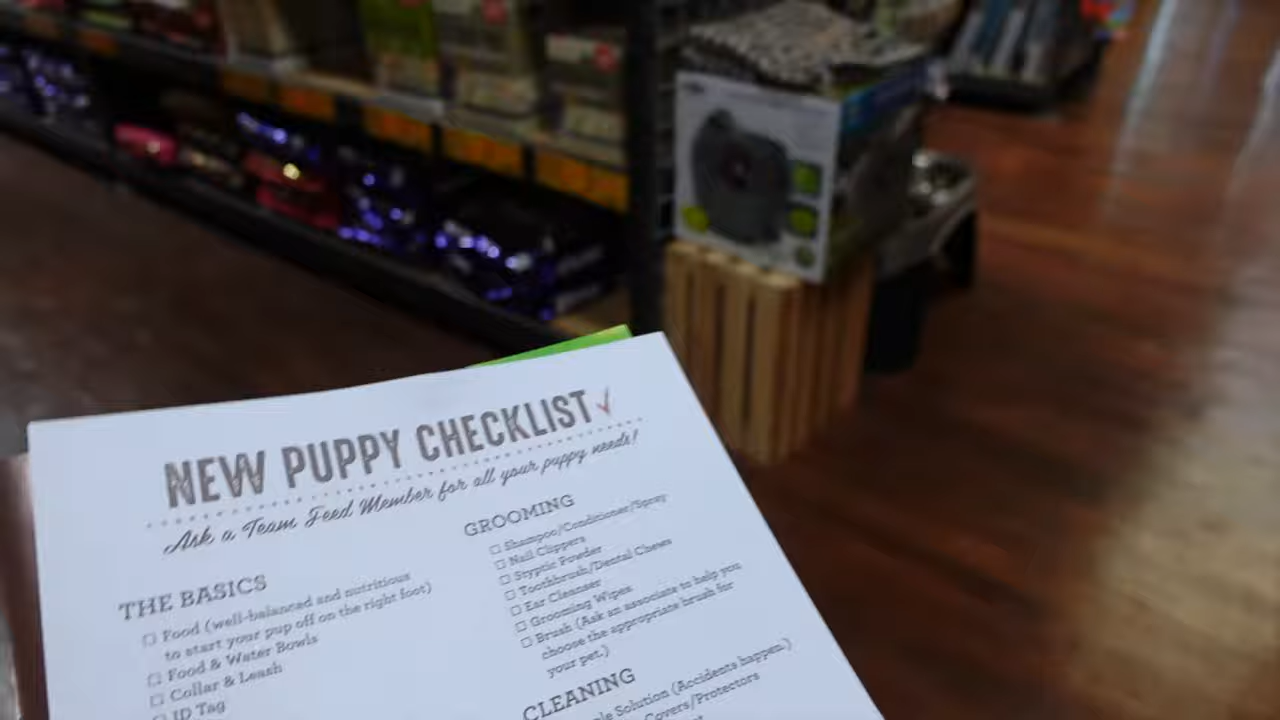 NEW PUPPY CHECKLIST
Ask a Team Feed Member for all your puppy needs!
THE BASICS
Food (well-balanced and nutritious
to start your pup off on the right foot)
Food & Water Bowls
Collar & Leash
ID Tag
GROOMING
Shampoo/Conditioner/Spray
Nail Clippers
Styptic Powder
Toothbrush/Dental Chews
Ear Cleanser
Grooming Wipes
Brush (Ask an associate to help you
choose the appropriate brush for
your pet.)
CLEANING
Solution (Accidents happen.)
Covers/Protectors